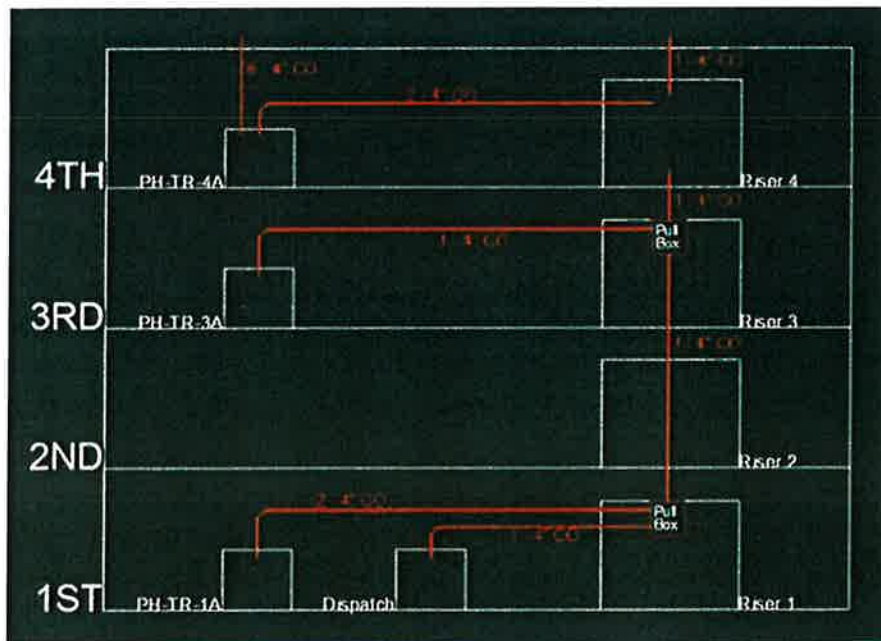 4" CO
1 4" CO
2 4" CO
4TH
PH-TR-4A
Riser 4
1 4" CO
Pull
Box
1 4" CO
3RD
PH-TR-3A
Riser 3
1 4" CO
2ND
Riser 2
2 4" CO
Pull
Box
4" CO
1ST
PH-TR-1A
Dispatch
Riser 1